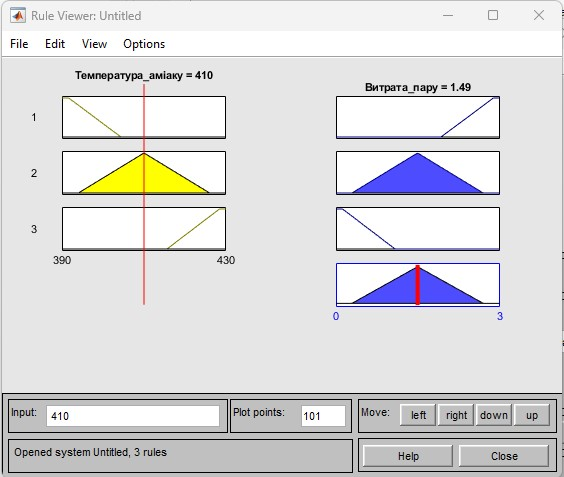 Rule Viewer: Untitled
File Edit View Options
Температура_аміаку = 410
Витрата_пару = 1.49
1
2
3
390 430
0 3
Input: 410 Plot points: 101 Move: left right down up
Opened system Untitled, 3 rules Help Close